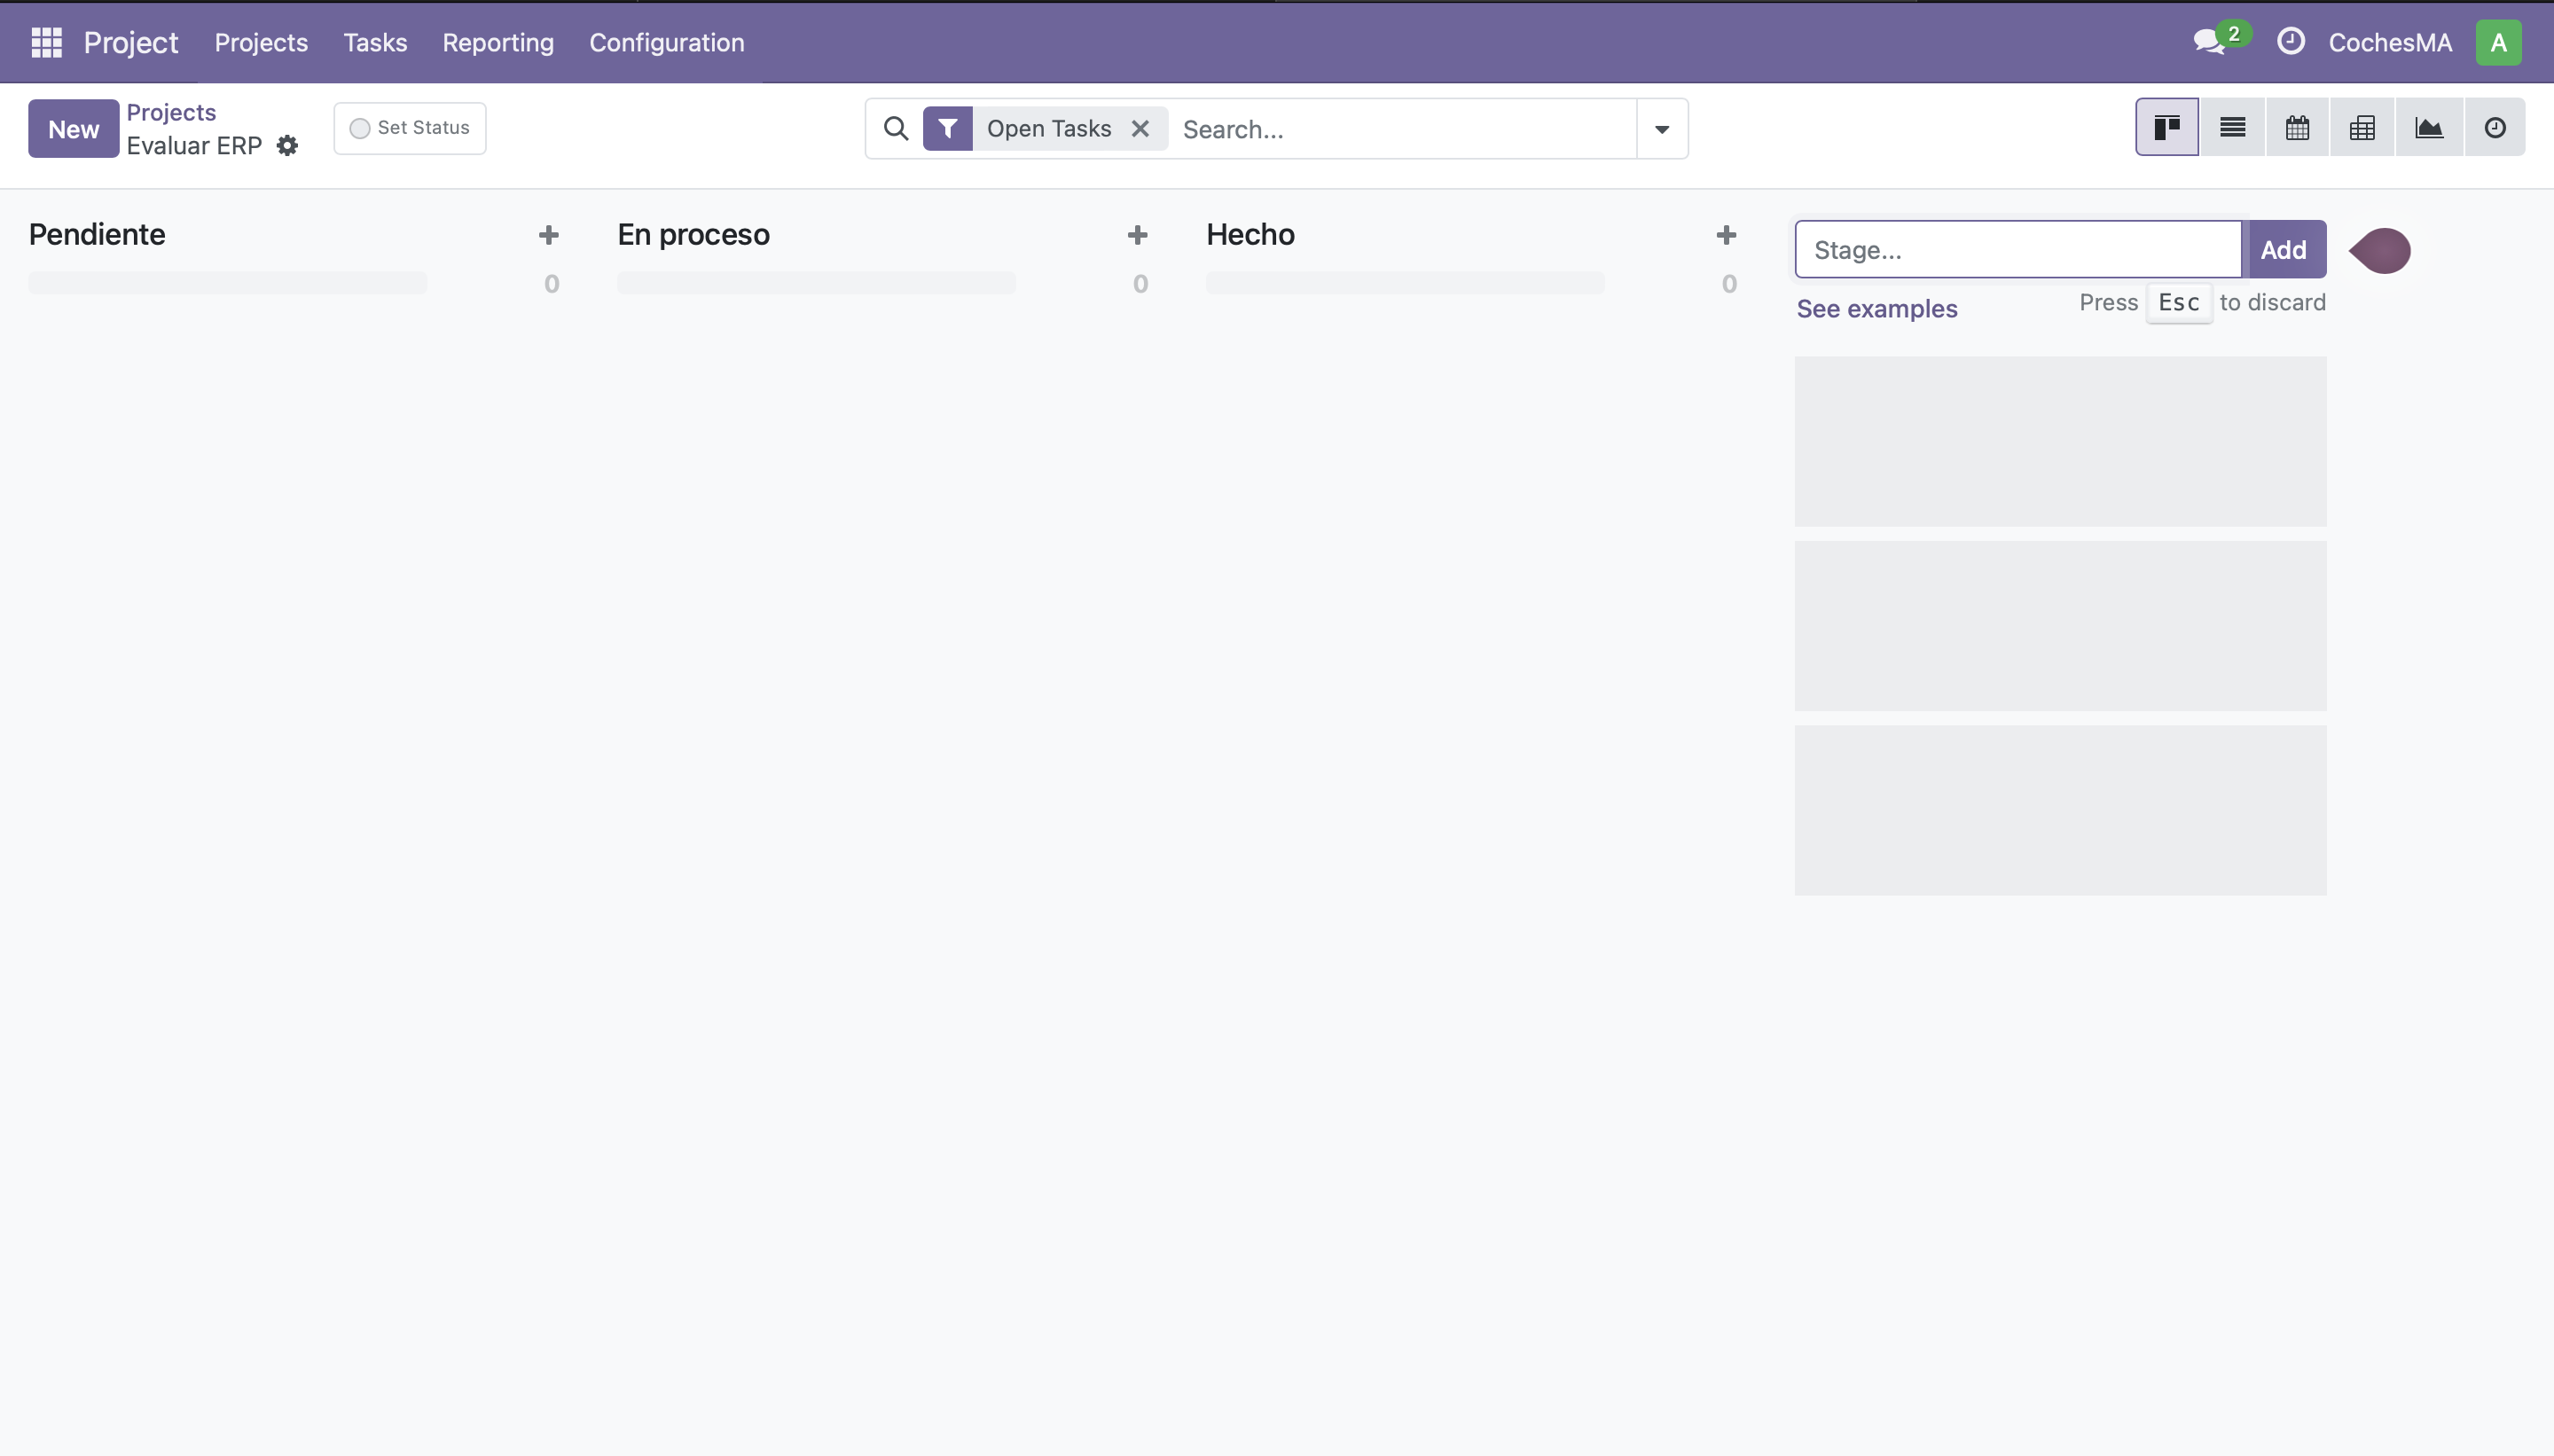 Project Projects Tasks Reporting Configuration 2 CochesMA A
New Projects Set Status Open Tasks Search...
Evaluar ERP
Pendiente En proceso Hecho Stage... Add
0 0 0
See examples Press Esc to discard